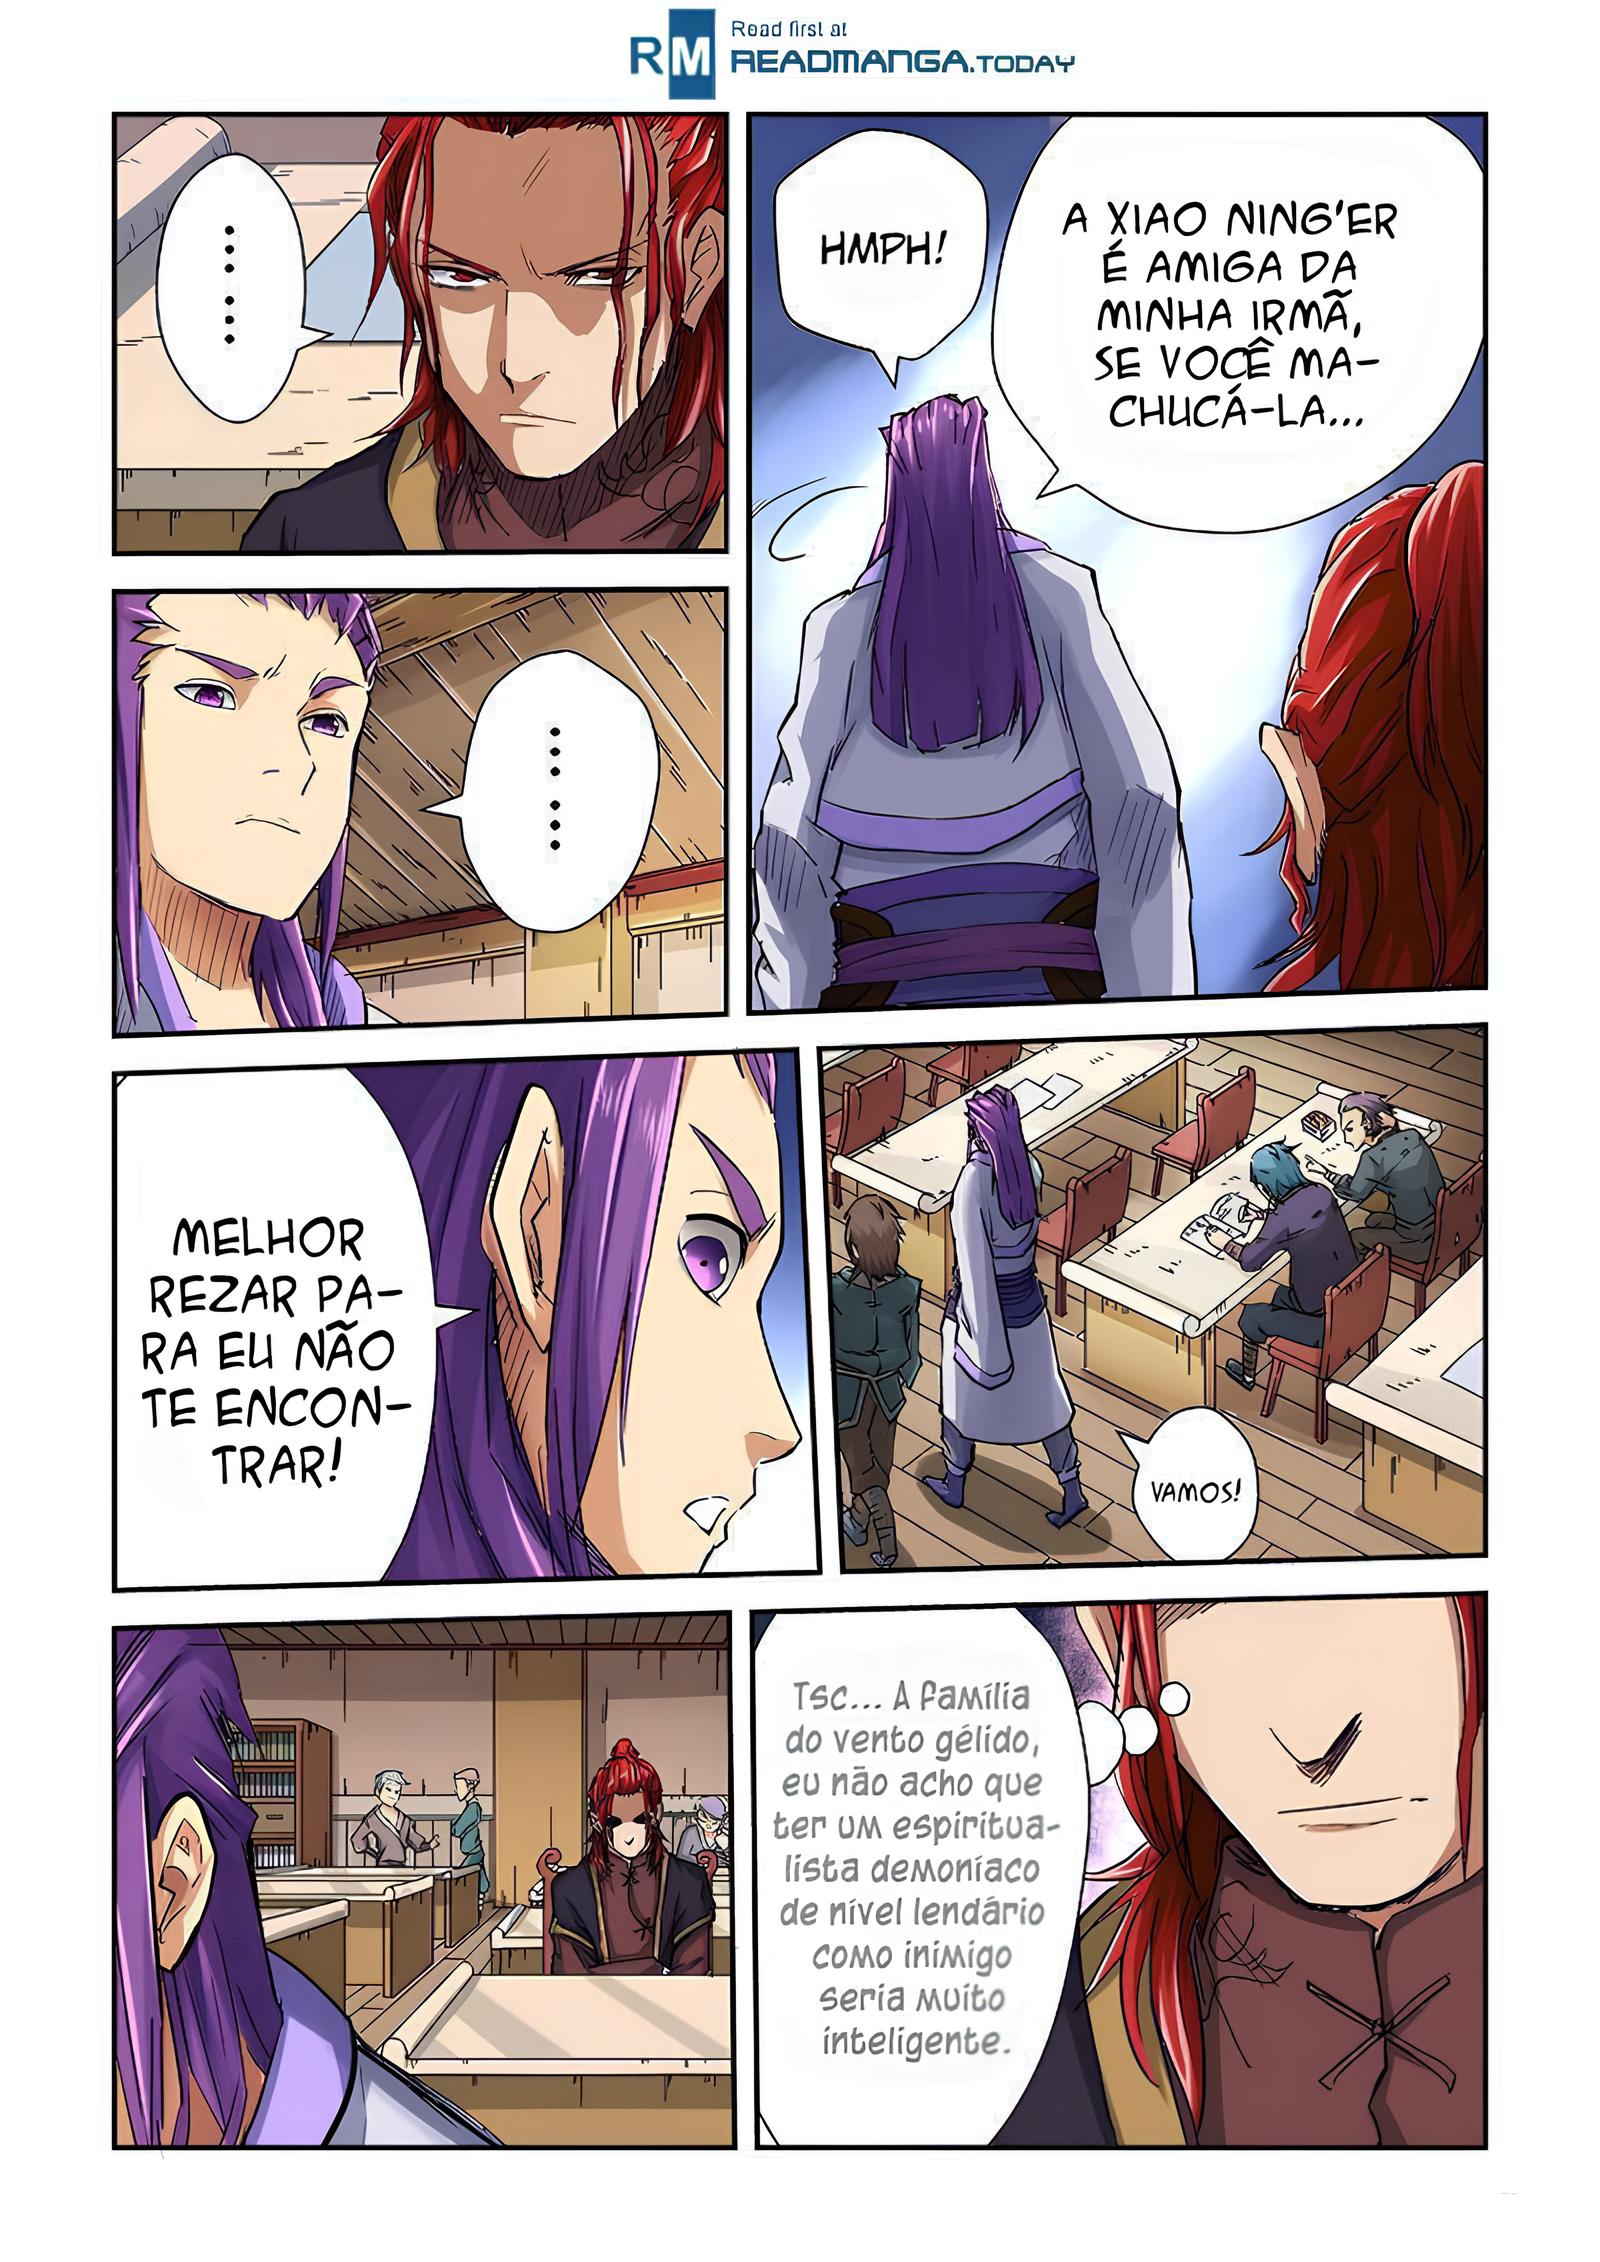 RM
Read first at
READMANGA.TODAY
.......
HMPH!
A XIAO NING'ER
É AMIGA DA
MINHA IRMÃ,
SE VOCÊ MA-
CHUCÁ-LA...
.......
MELHOR
REZAR PA-
RA EU NÃO
TE ENCON-
TRAR!
VAMOS!
Tsc... A família
do vento gélido,
eu não acho que
ter um espiritua-
lista demoníaco
de nível lendário
como inimigo
seria muito
inteligente.